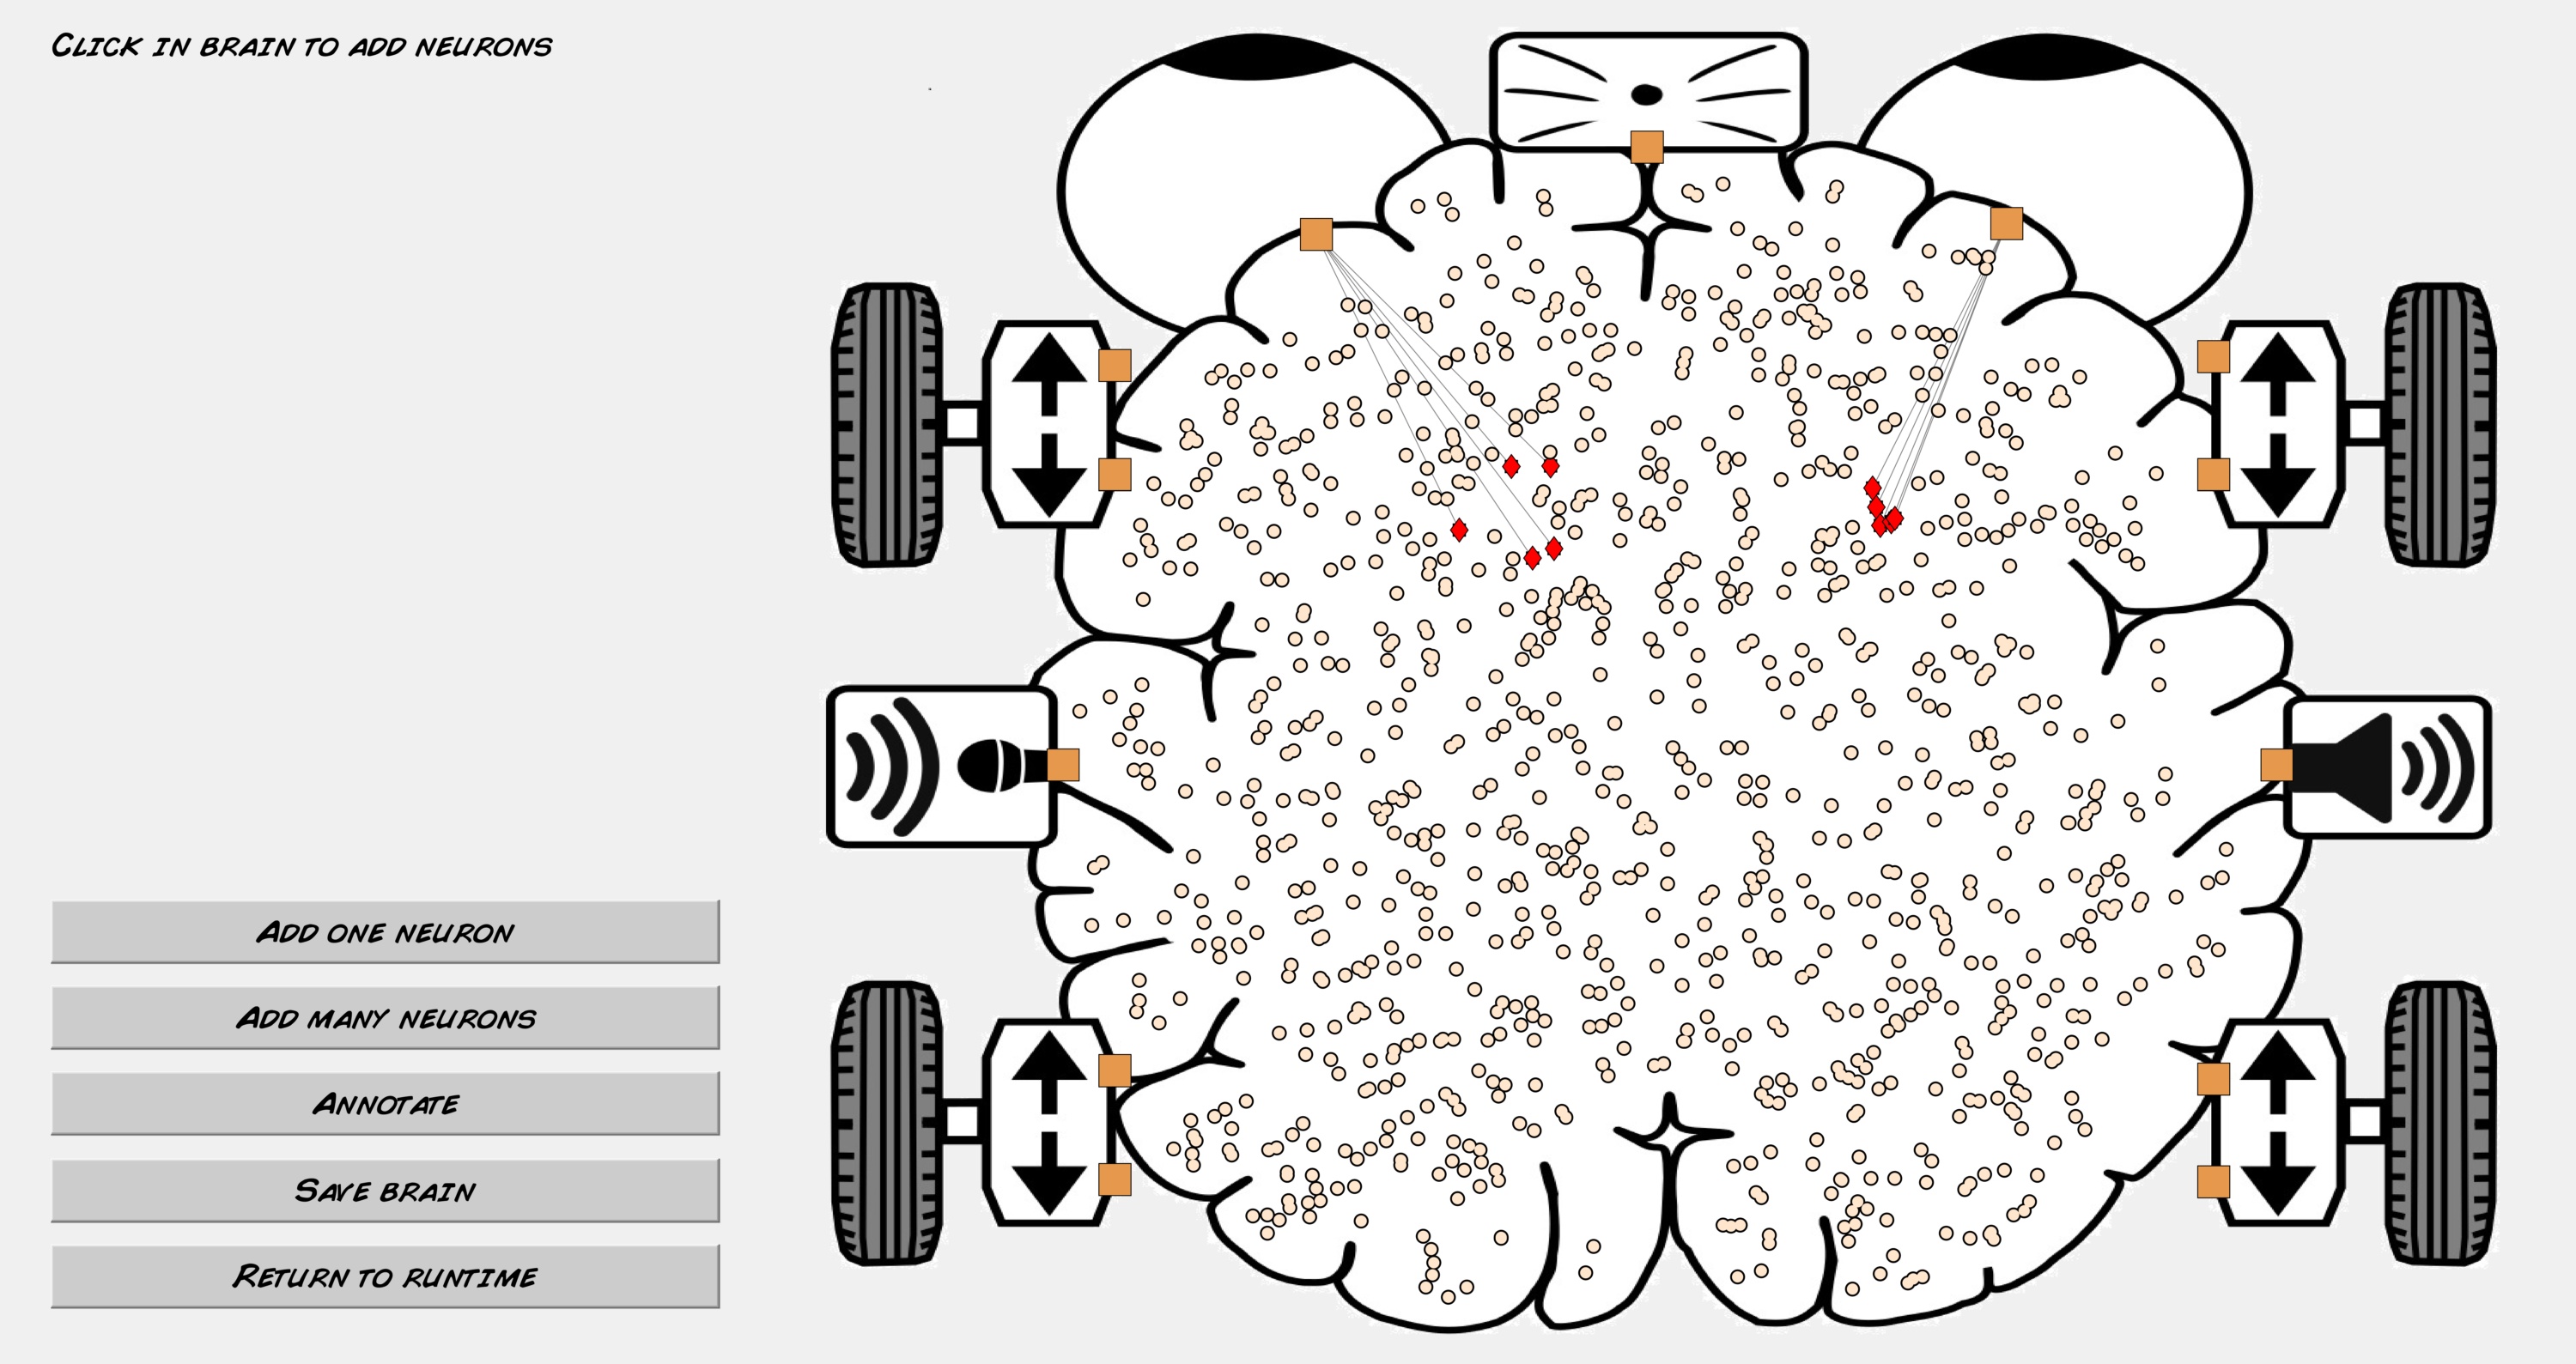 Click in brain to add neurons
Add one neuron
Add many neurons
Annotate
Save brain
Return to runtime